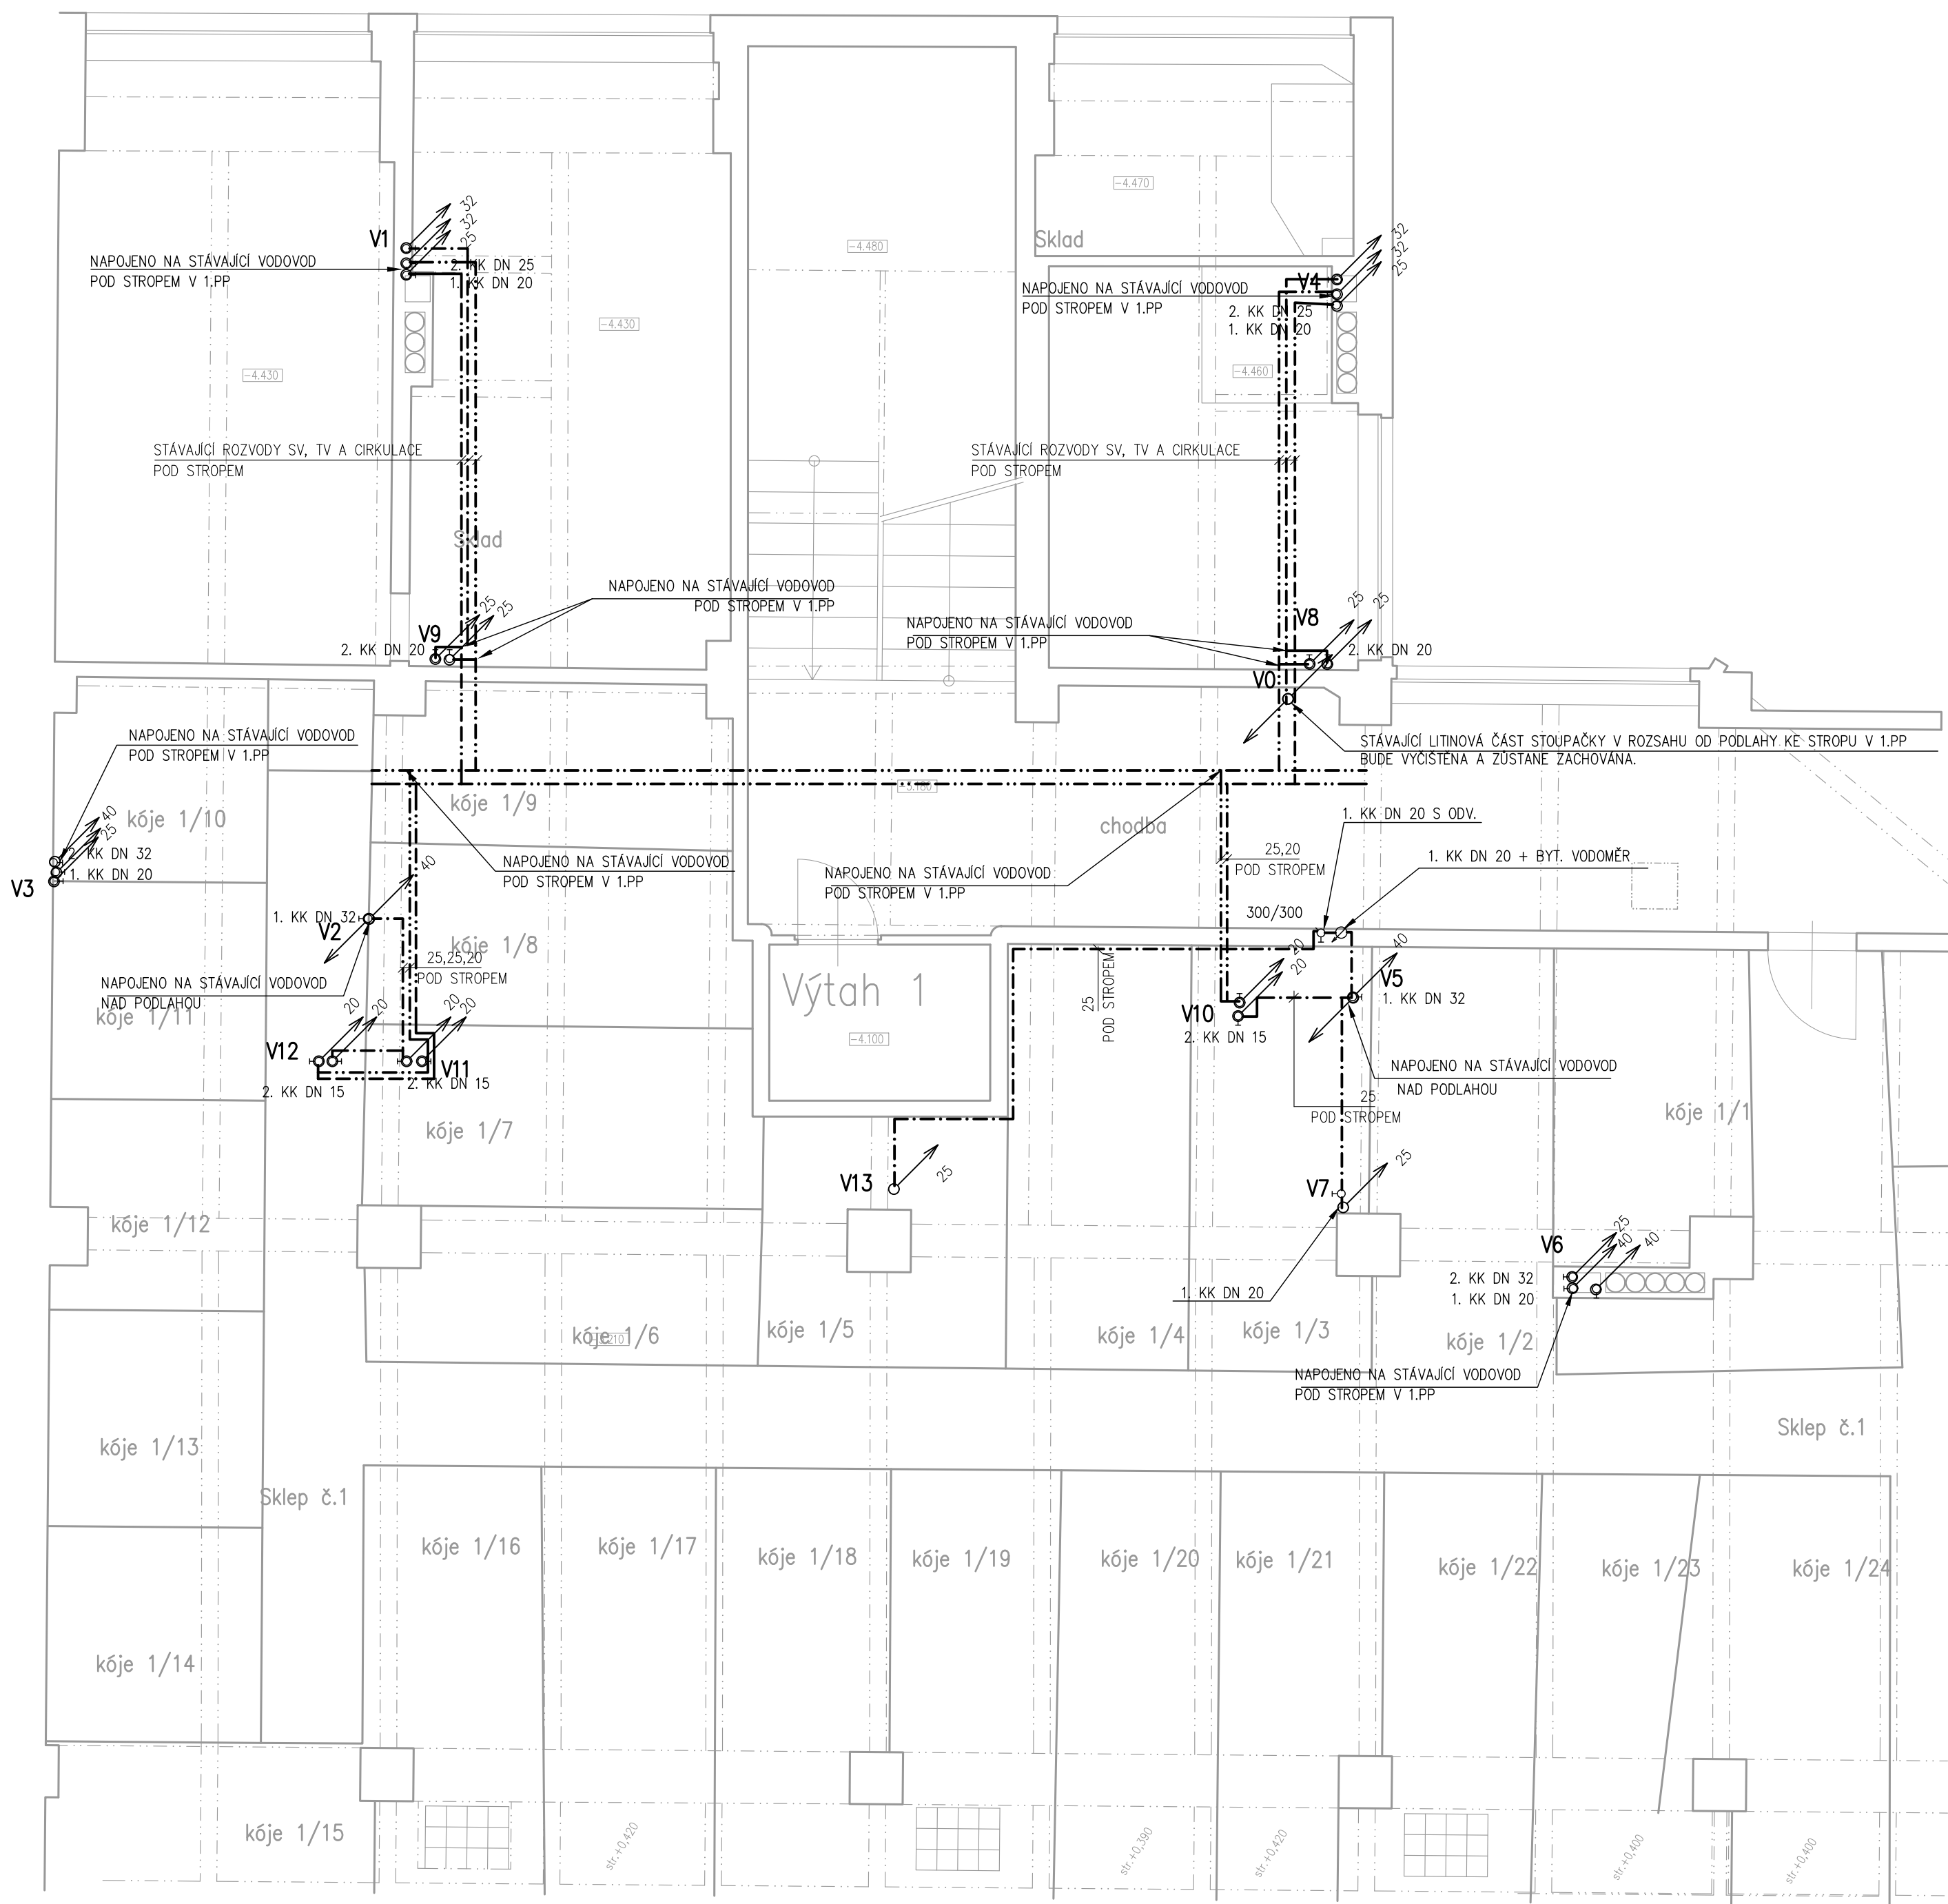 -4.470
Sklad
-4.480
V1
32
32
25
NAPOJENO NA STÁVAJÍCÍ VODOVOD
POD STROPEM V 1.PP
2. KK DN 25
1. KK DN 20
V4
32
32
25
NAPOJENO NA STÁVAJÍCÍ VODOVOD
POD STROPEM V 1.PP
2. KK DN 25
1. KK DN 20
-4.430
-4.430
-4.460
STÁVAJÍCÍ ROZVODY SV, TV A CIRKULACE
POD STROPEM
STÁVAJÍCÍ ROZVODY SV, TV A CIRKULACE
POD STROPEM
Sklad
NAPOJENO NA STÁVAJÍCÍ VODOVOD
POD STROPEM V 1.PP
V9
25
25
2. KK DN 20
NAPOJENO NA STÁVAJÍCÍ VODOVOD
POD STROPEM V 1.PP
V8
25
25
2. KK DN 20
V0
STÁVAJÍCÍ LITINOVÁ ČÁST STOUPAČKY V ROZSAHU OD PODLAHY KE STROPU V 1.PP
BUDE VYČIŠTĚNA A ZŮSTANE ZACHOVÁNA.
NAPOJENO NA STÁVAJÍCÍ VODOVOD
POD STROPEM V 1.PP
kóje 1/10
kóje 1/9
chodba
40
25
2. KK DN 32
1. KK DN 20
V3
1. KK DN 20 S ODV.
1. KK DN 20 + BYT. VODOMĚR
NAPOJENO NA STÁVAJÍCÍ VODOVOD
POD STROPEM V 1.PP
NAPOJENO NA STÁVAJÍCÍ VODOVOD
POD STROPEM V 1.PP
25,20
POD STROPEM
300/300
40
1. KK DN 32
V2
kóje 1/8
25,25,20
POD STROPEM
NAPOJENO NA STÁVAJÍCÍ VODOVOD
NAD PODLAHOU
kóje 1/11
Výtah 1
-4.100
25
POD STROPEM
20
20
V10
2. KK DN 15
40
V5
1. KK DN 32
NAPOJENO NA STÁVAJÍCÍ VODOVOD
NAD PODLAHOU
25
POD STROPEM
20
20
20
20
V12
V11
2. KK DN 15
2. KK DN 15
kóje 1/7
kóje 1/1
V13
25
V7
25
1. KK DN 20
kóje 1/12
V6
25
40
40
2. KK DN 32
1. KK DN 20
kóje 1/6
kóje 1/5
kóje 1/4
kóje 1/3
kóje 1/2
NAPOJENO NA STÁVAJÍCÍ VODOVOD
POD STROPEM V 1.PP
Sklep č.1
kóje 1/13
Sklep č.1
kóje 1/16
kóje 1/17
kóje 1/18
kóje 1/19
kóje 1/20
kóje 1/21
kóje 1/22
kóje 1/23
kóje 1/24
kóje 1/14
kóje 1/15
str.+0,420
str.+0,390
str.+0,420
str.+0,400
str.+0,400